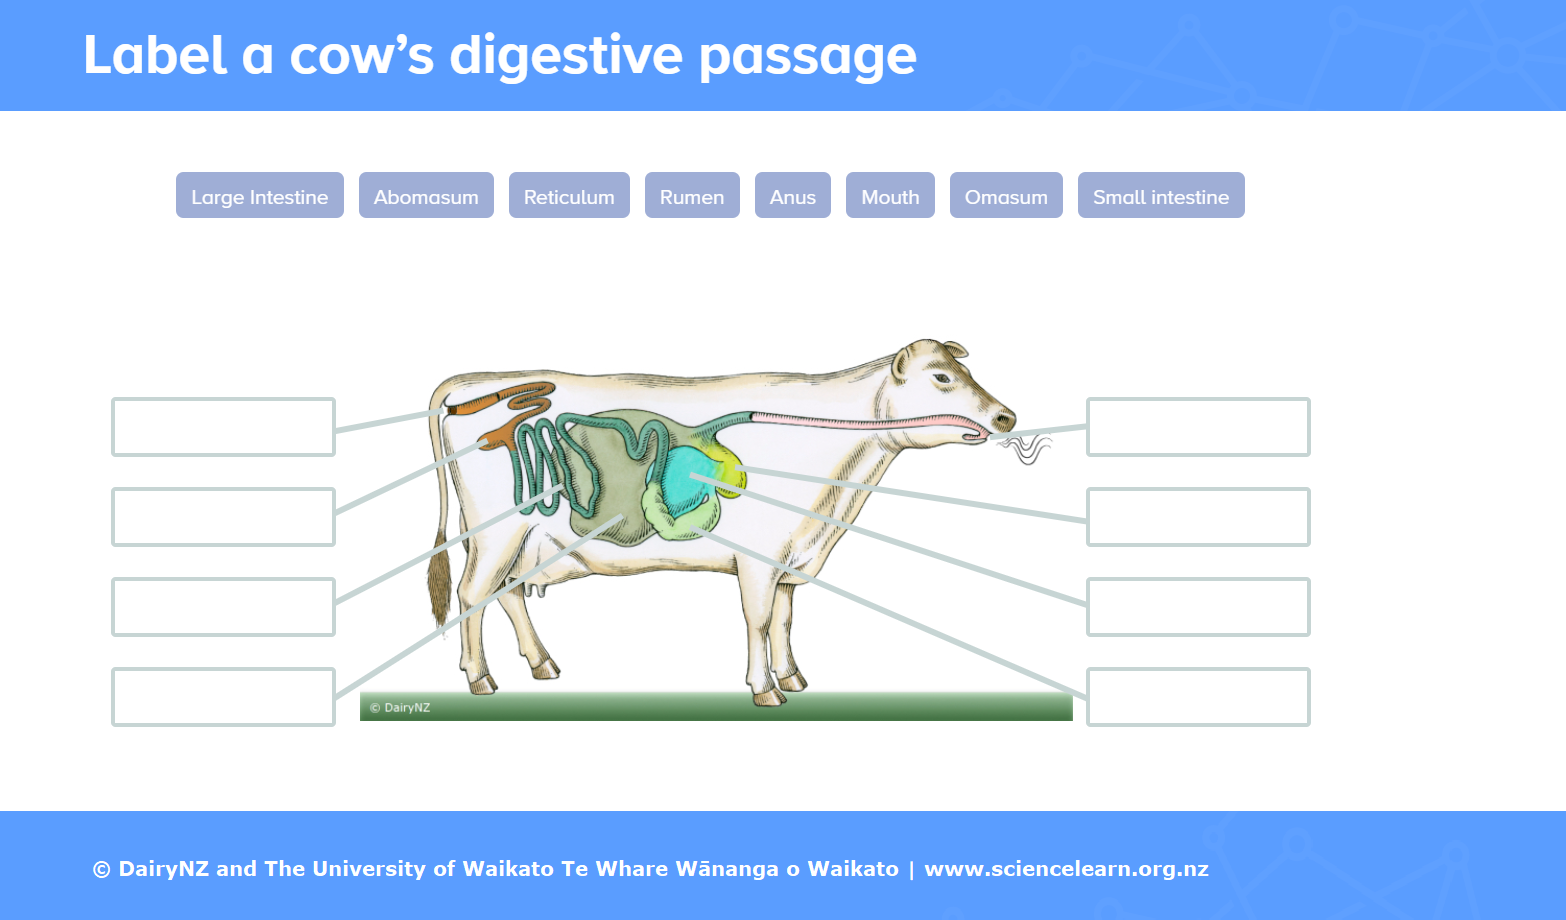 Label a cow’s digestive passage
Large Intestine Abomasum Reticulum Rumen Anus Mouth Omasum Small intestine
© DairyNZ
© DairyNZ and The University of Waikato Te Whare Wānanga o Waikato | www.sciencelearn.org.nz